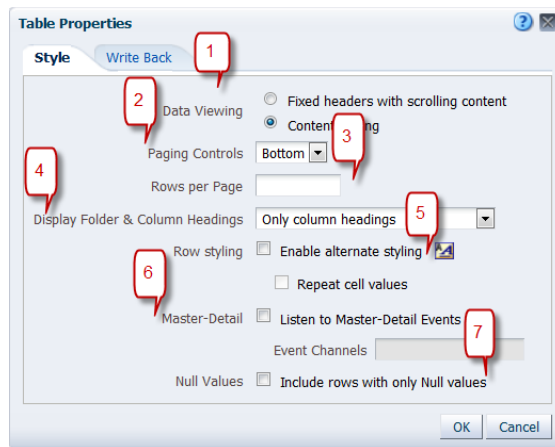 Table Properties
Style Write Back
1
Data Viewing Fixed headers with scrolling content
2
Paging Controls Bottom
3
Rows per Page
4
Display Folder & Column Headings Only column headings
5
Row styling Enable alternate styling
Repeat cell values
6
Master-Detail Listen to Master-Detail Events
Event Channels
7
Null Values Include rows with only Null values
OK Cancel